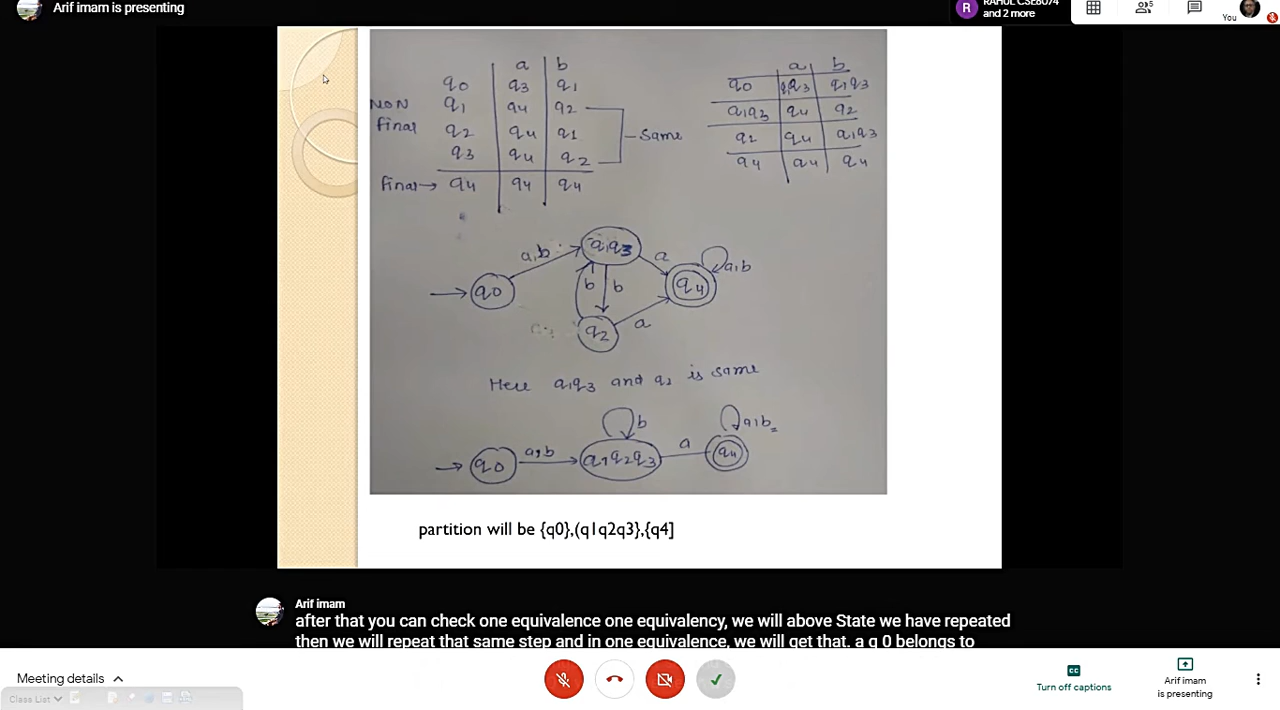 Arif imam is presenting
R
RAHUL CSE8074
and 2 more
5
You
a b
q0 q3 q1
NON
Final
q1 q4 q2
q2 q4 q1
q3 q4 q2
Same
Final→ q4 q4 q4
a b
q0 q1q3 q1q3
q1q3 q4 q2
q2 q4 q1q3
q4 q4 q4
a,b
q1q3
a
a,b
q0
b
b
q4
q2
a
Here q1q3 and q2 is same
b
a,b
q0
a,b
q1q2q3
a
q4
partition will be {q0},(q1q2q3},{q4]
Arif imam
after that you can check one equivalence one equivalency, we will above State we have repeated
then we will repeat that same step and in one equivalence, we will get that. a q 0 belongs to
Meeting details
Class List
CC
Turn off captions
Arif imam
is presenting